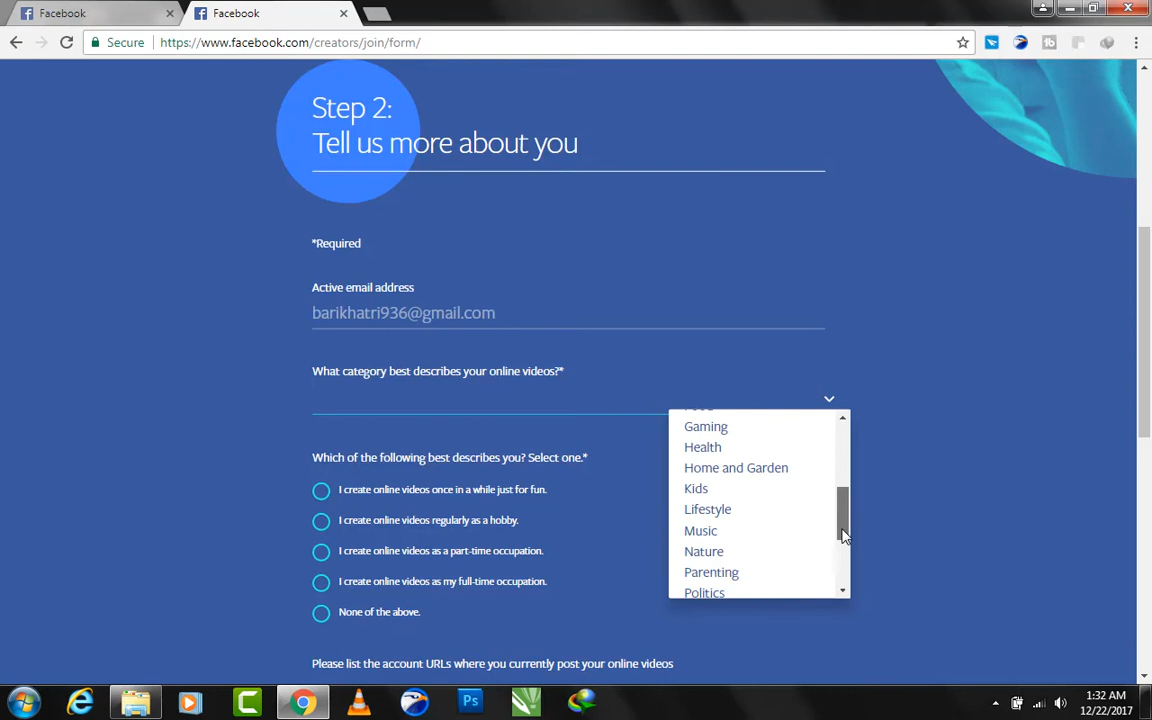 Facebook
Facebook
Secure
https://www.facebook.com/creators/join/form/
Step 2:
Tell us more about you
*Required
Active email address
barikhatri936@gmail.com
What category best describes your online videos?*
Food
Gaming
Health
Home and Garden
Kids
Lifestyle
Music
Nature
Parenting
Politics
Which of the following best describes you? Select one.*
I create online videos once in a while just for fun.
I create online videos regularly as a hobby.
I create online videos as a part-time occupation.
I create online videos as my full-time occupation.
None of the above.
Please list the account URLs where you currently post your online videos
Ps
1:32 AM
12/22/2017